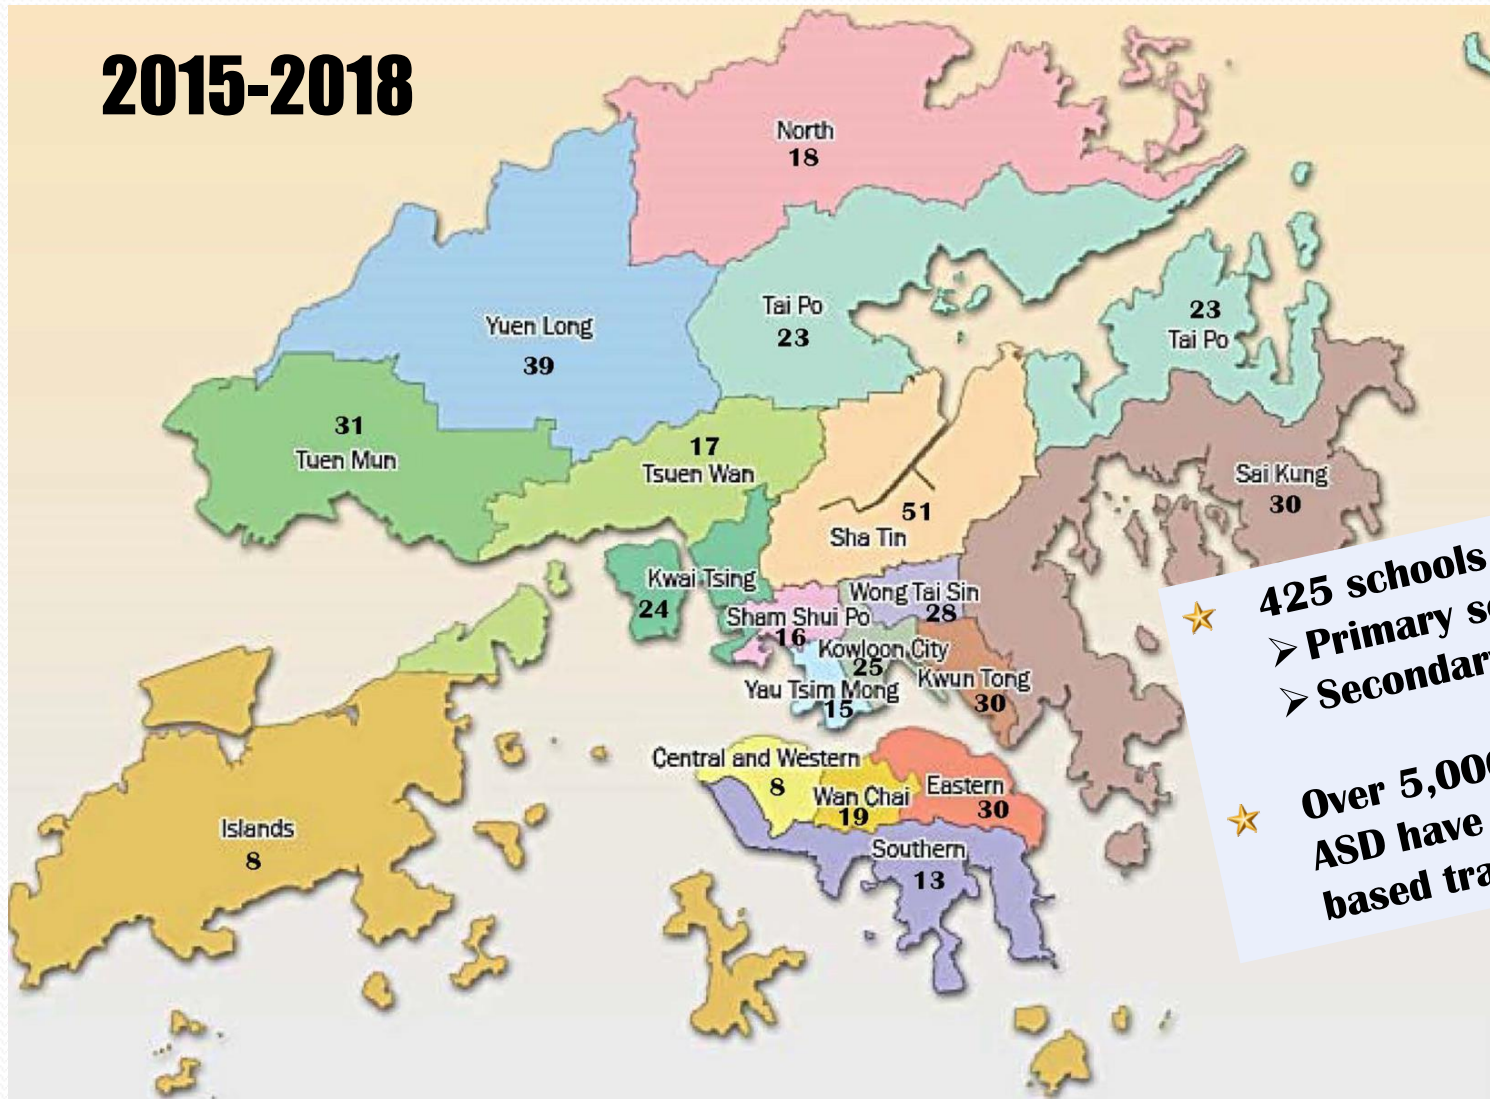 2015-2018
North
18
Yuen Long
39
Tai Po
23
23
Tai Po
31
Tuen Mun
17
Tsuen Wan
Sai Kung
30
51
Sha Tin
Kwai Tsing
24
Wong Tai Sin
28
Sham Shui Po
16
Kowloon City
25
Kwun Tong
30
Yau Tsim Mong
15
Central and Western
8
Wan Chai
19
Eastern
30
Southern
13
Islands
8
425 schools
Primary
Secondary
Over
ASD have
based